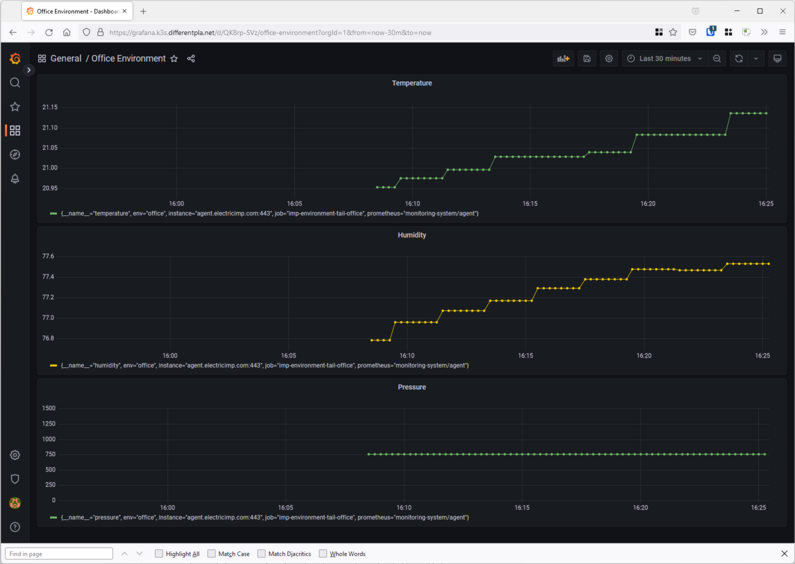 Office Environment - Dashboa
https://grafana.k3s.differentpla.net/d/QK8rp-SVz/office-environment?orgId=1&from=now-30m&to=now
General / Office Environment
Last 30 minutes
Temperature
21.15
21.10
21.05
21.00
20.95
16:00 16:05 16:10 16:15 16:20 16:25
{__name__="temperature", env="office", instance="agent.electricimp.com:443", job="imp-environment-tail-office", prometheus="monitoring-system/agent"}
Humidity
77.6
77.4
77.2
77.0
76.8
16:00 16:05 16:10 16:15 16:20 16:25
{__name__="humidity", env="office", instance="agent.electricimp.com:443", job="imp-environment-tail-office", prometheus="monitoring-system/agent"}
Pressure
1500
1250
1000
750
500
250
0
16:00 16:05 16:10 16:15 16:20 16:25
{__name__="pressure", env="office", instance="agent.electricimp.com:443", job="imp-environment-tail-office", prometheus="monitoring-system/agent"}
Find in page Highlight All Match Case Match Diacritics Whole Words